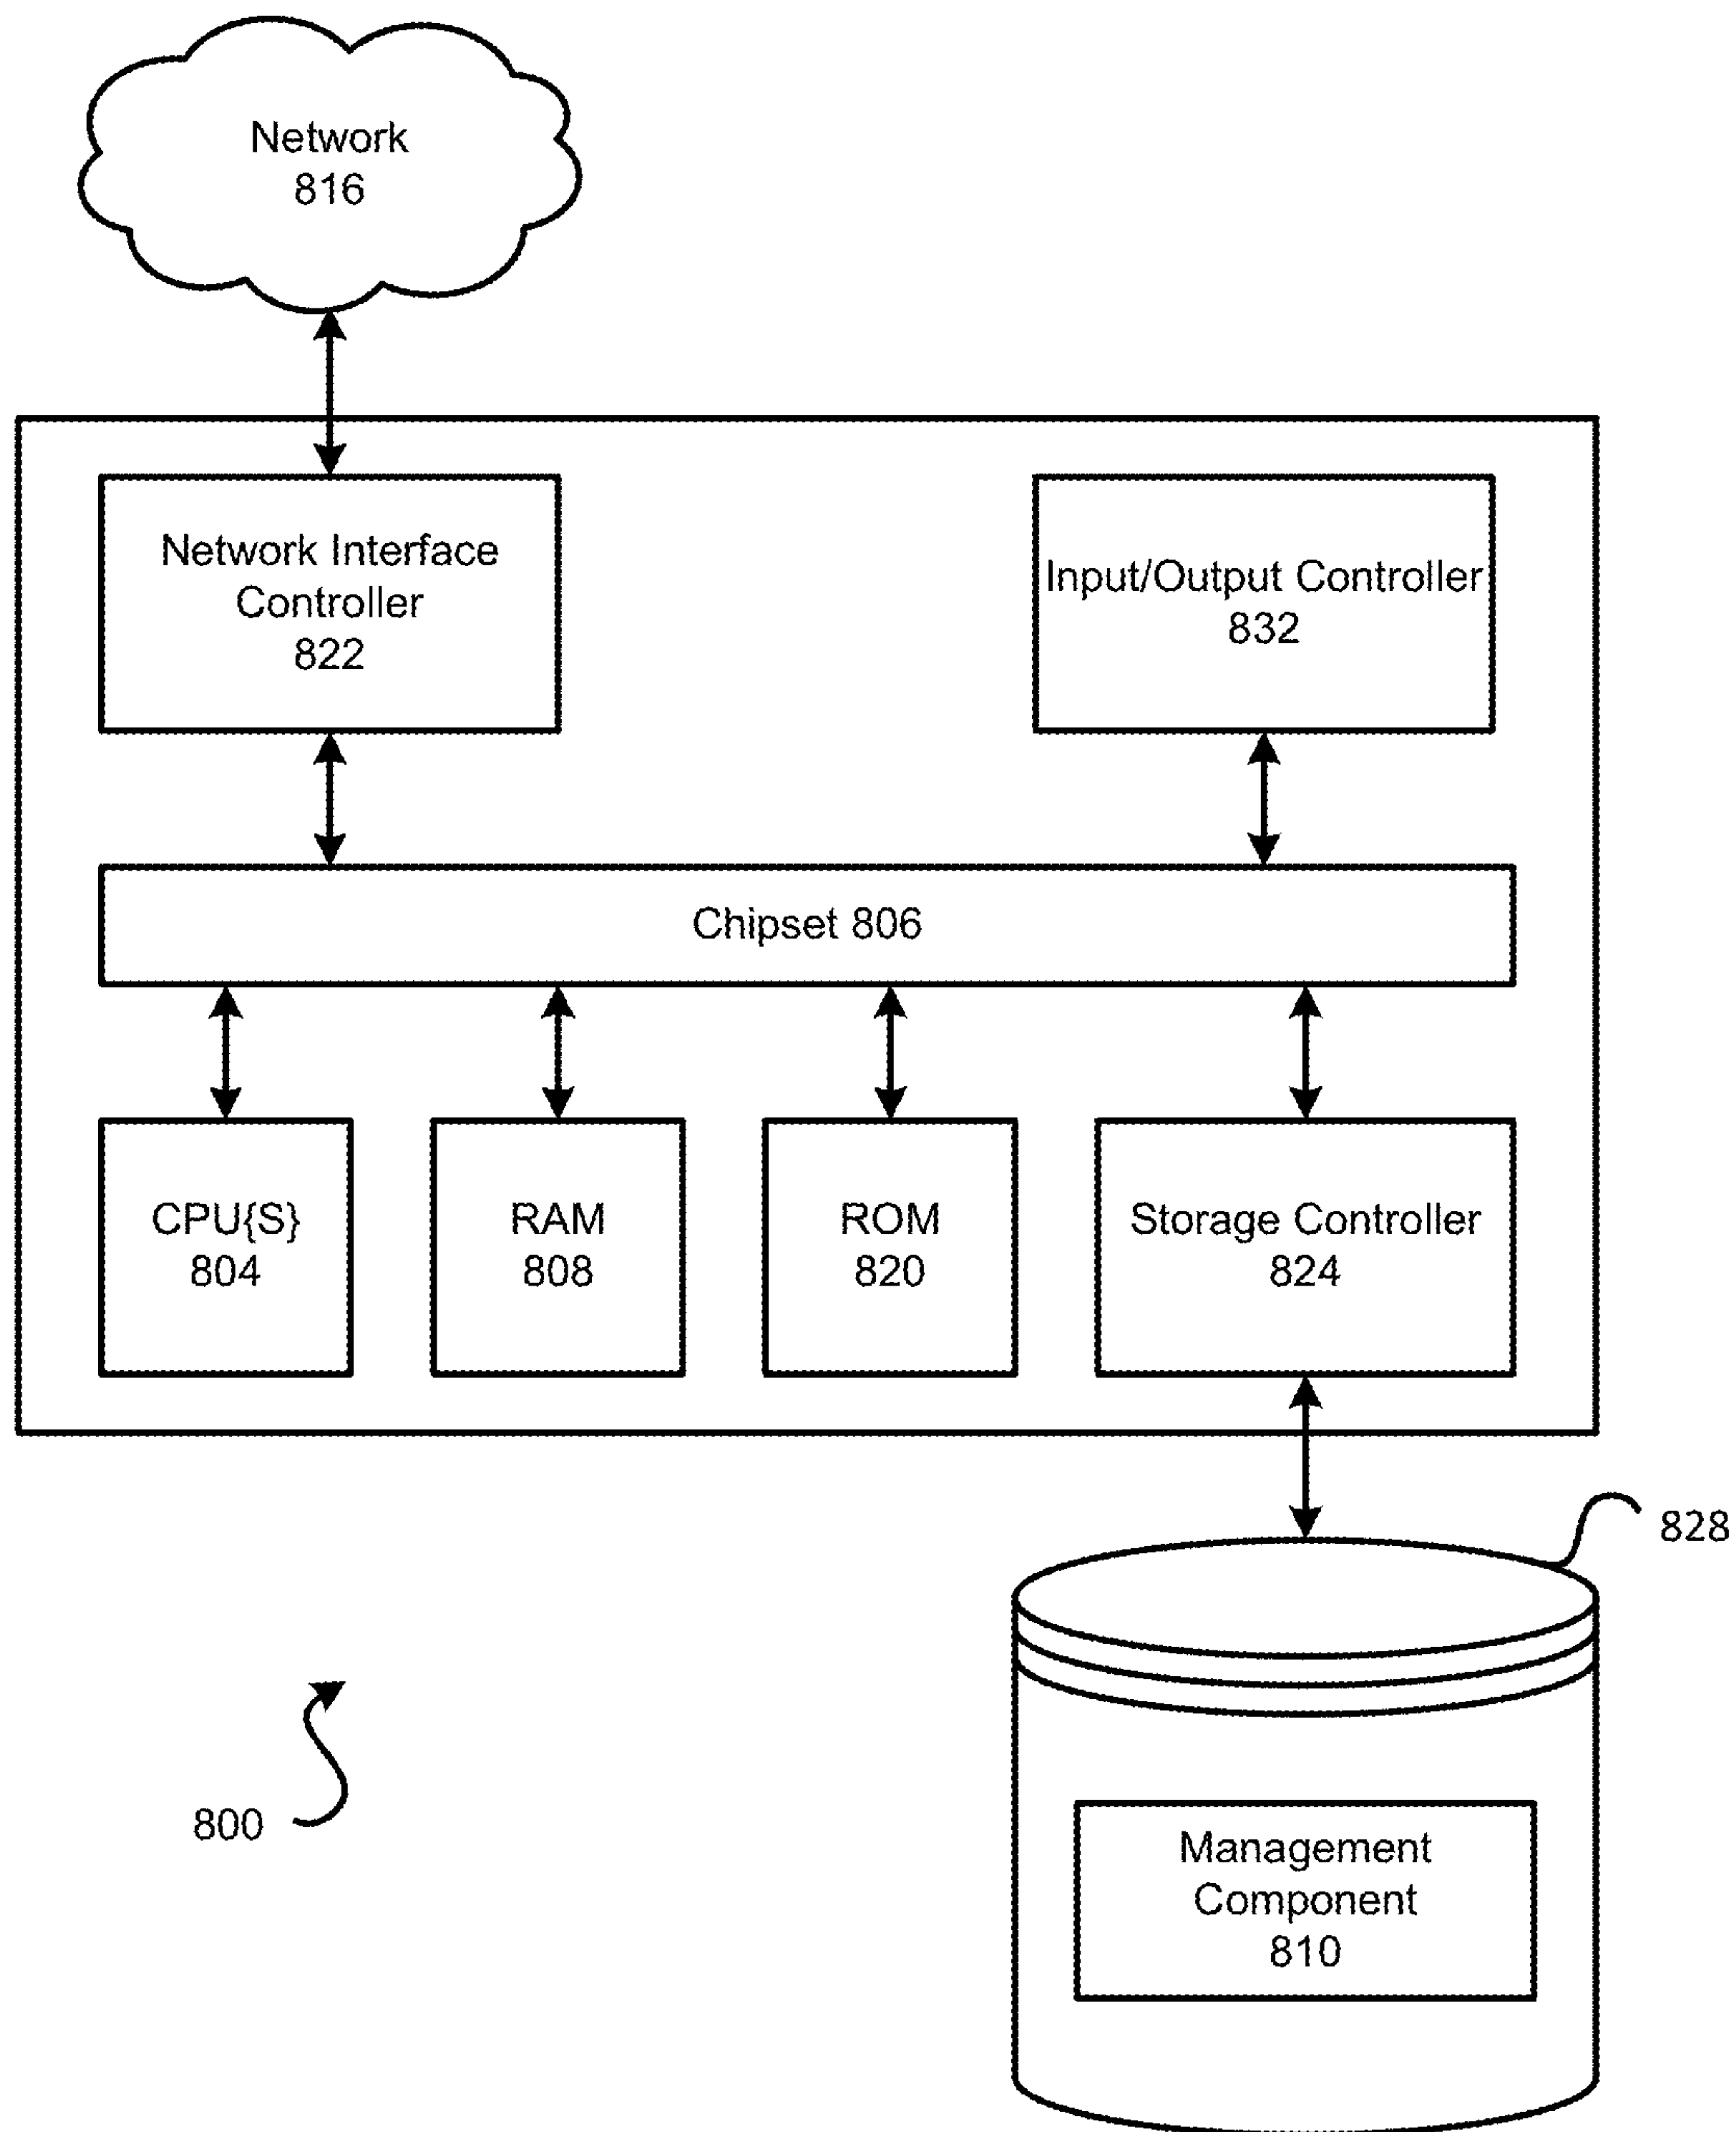 Network
816
Network Interface
Controller
822
Input/Output Controller
832
Chipset 806
CPU{S}
804
RAM
808
ROM
820
Storage Controller
824
828
800
Management
Component
810